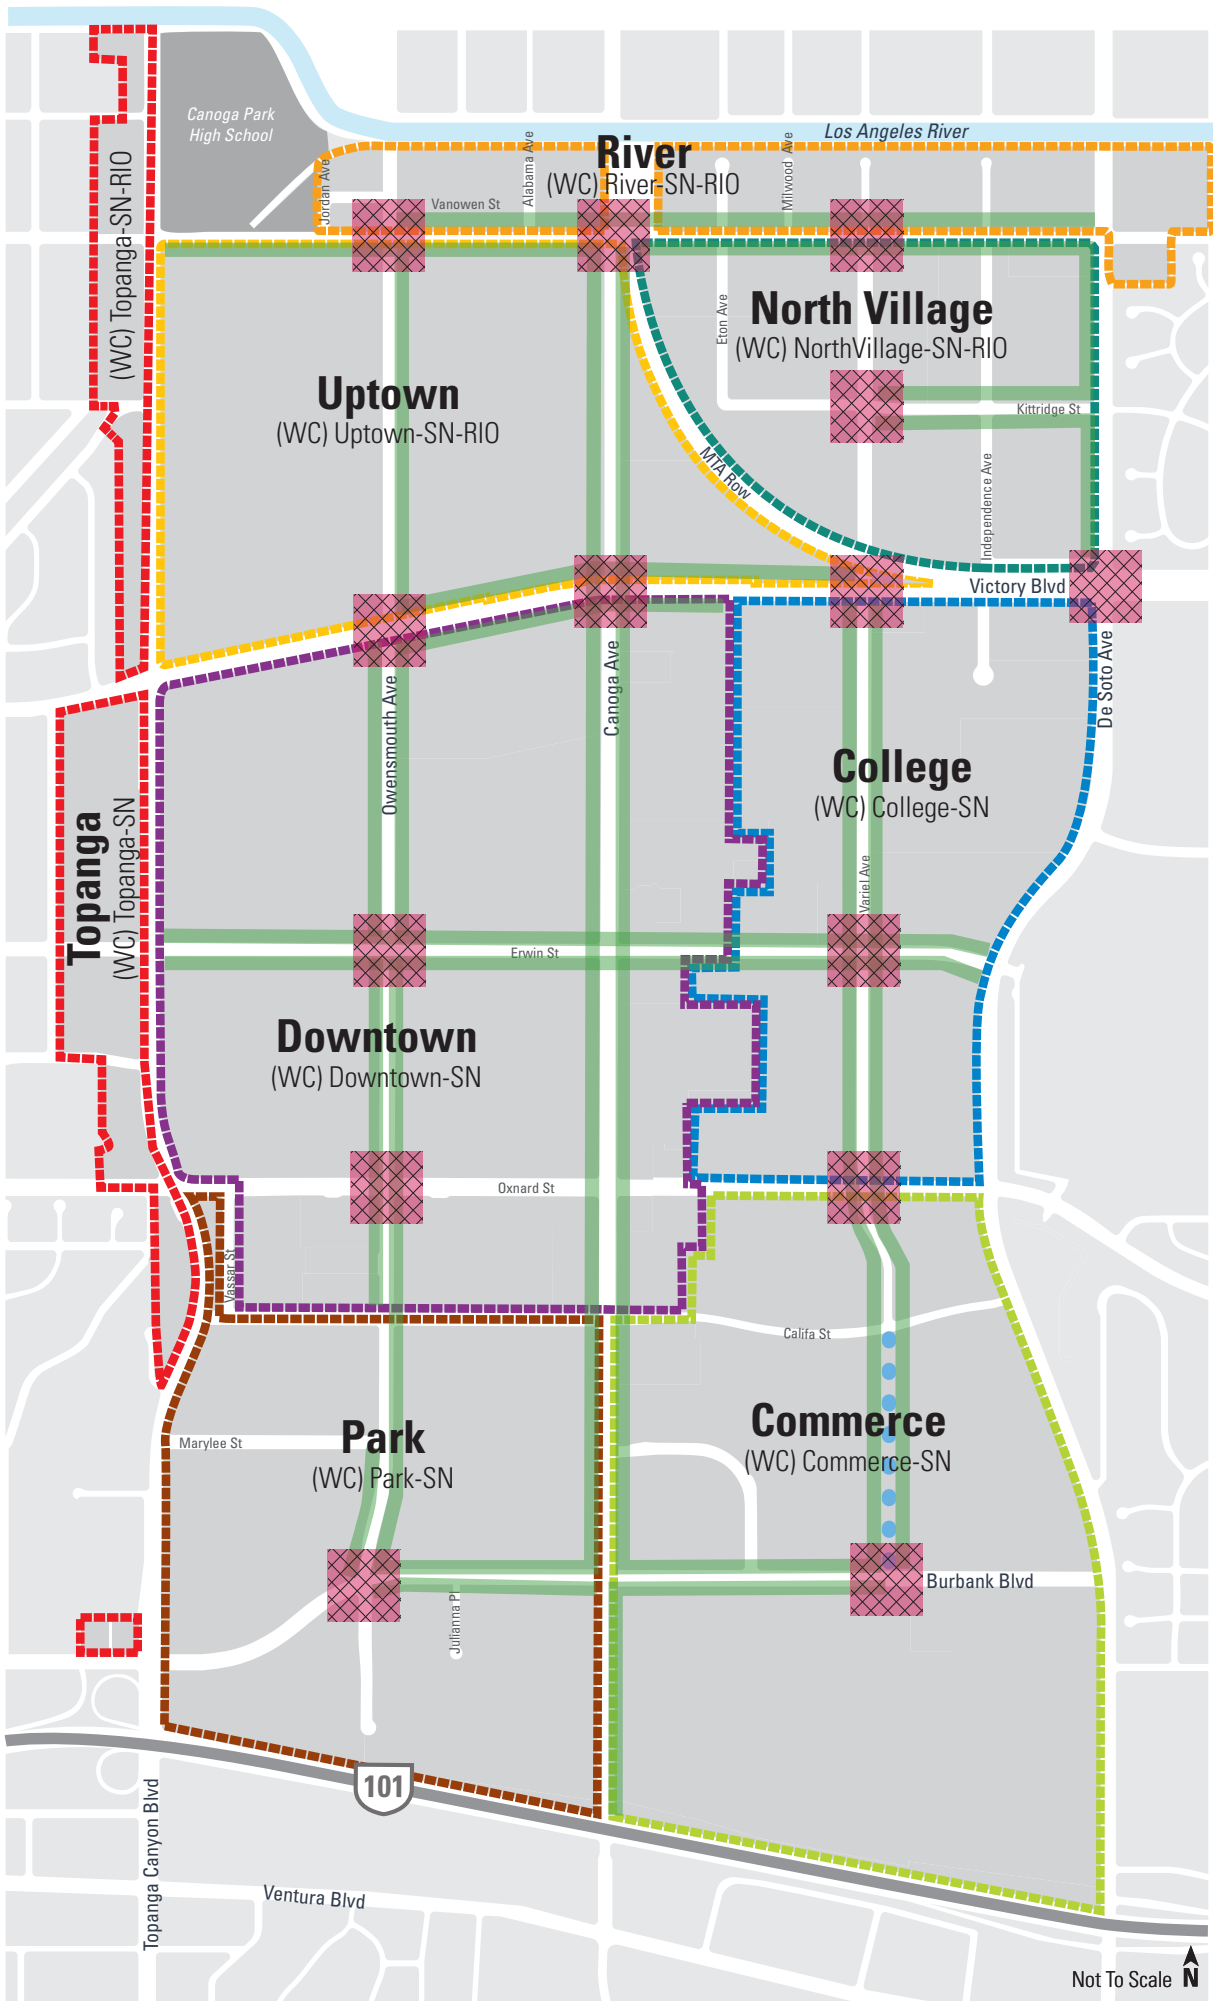 Canoga Park
High School
Los Angeles River
River
(WC) River-SN-RIO
Jordan Ave
Alabama Ave
Milwood Ave
Vanowen St
(WC) Topanga-SN-RIO
North Village
(WC) NorthVillage-SN-RIO
Eton Ave
Uptown
(WC) Uptown-SN-RIO
Kittridge St
MTA Row
Independence Ave
Victory Blvd
Canoga Ave
De Soto Ave
Owensmouth Ave
College
(WC) College-SN
Topanga
(WC) Topanga-SN
Variel Ave
Erwin St
Downtown
(WC) Downtown-SN
Oxnard St
Vassar St
Califa St
Park
(WC) Park-SN
Marylee St
Commerce
(WC) Commerce-SN
Burbank Blvd
Julianna Pl
101
Topanga Canyon Blvd
Ventura Blvd
Not To Scale
N